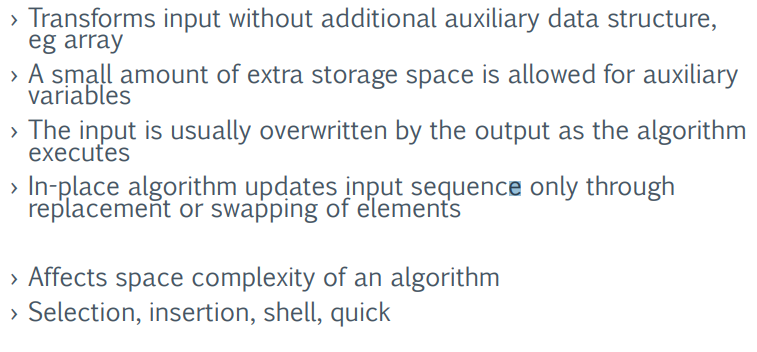 › Transforms input without additional auxiliary data structure,
eg array
› A small amount of extra storage space is allowed for auxiliary
variables
› The input is usually overwritten by the output as the algorithm
executes
› In-place algorithm updates input sequence only through
replacement or swapping of elements
› Affects space complexity of an algorithm
› Selection, insertion, shell, quick